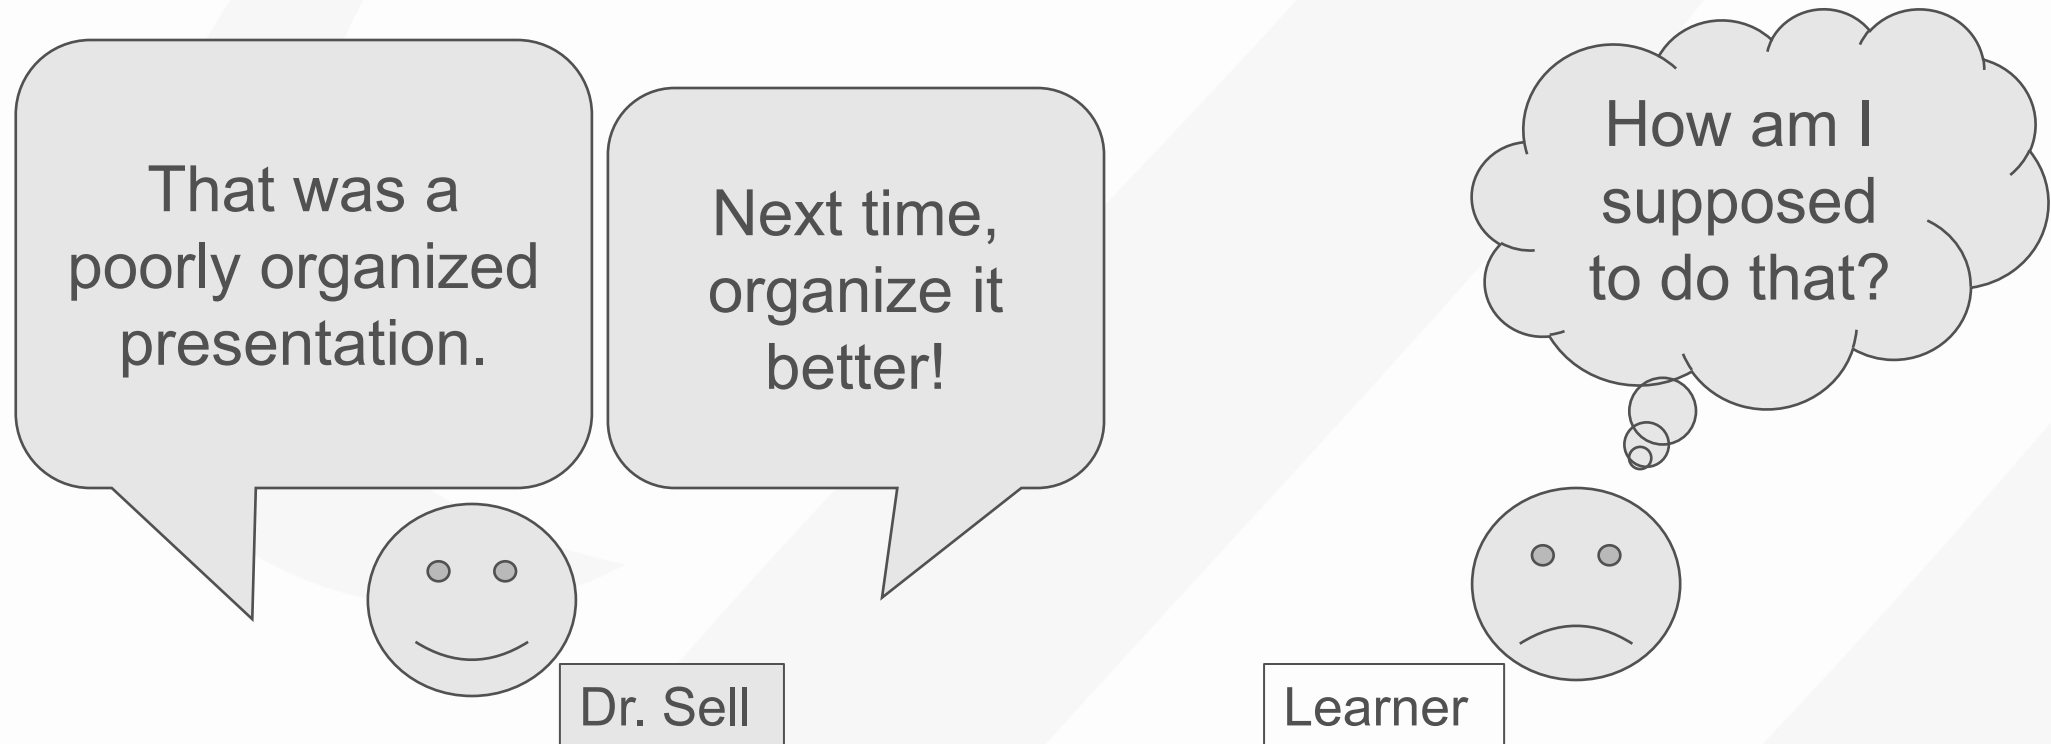 That was a
poorly organized
presentation.
Next time,
organize it
better!
How am I
supposed
to do that?
Dr. Sell
Learner